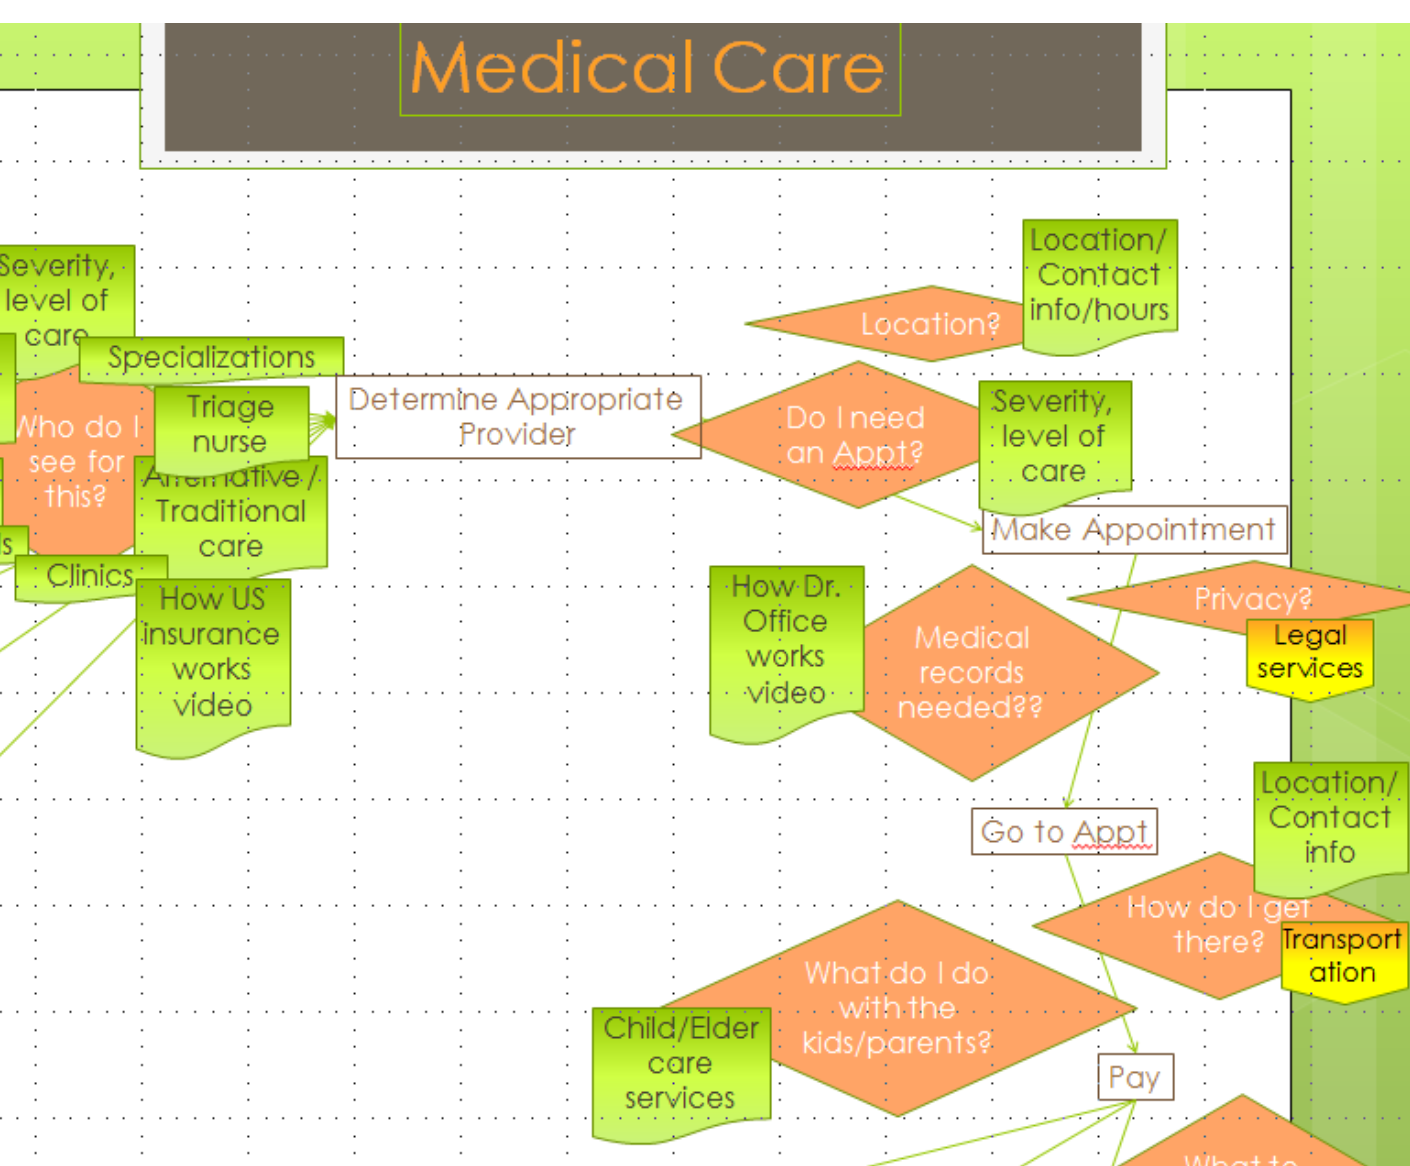 Medical Care
Location/
Contact
info/hours
Severity,
level of
care
Location?
Specializations
Determine Appropriate
Provider
Triage
nurse
Do I need
an Appt?
Severity,
level of
care
Who do I
see for
this?
Alternative /
Traditional
care
Make Appointment
Clinics
How US
insurance
works
video
How Dr.
Office
works
video
Medical
records
needed??
Privacy?
Legal
services
Location/
Contact
info
Go to Appt
How do I get
there?
Transport
ation
What do I do
with the
kids/parents?
Child/Elder
care
services
Pay
What to